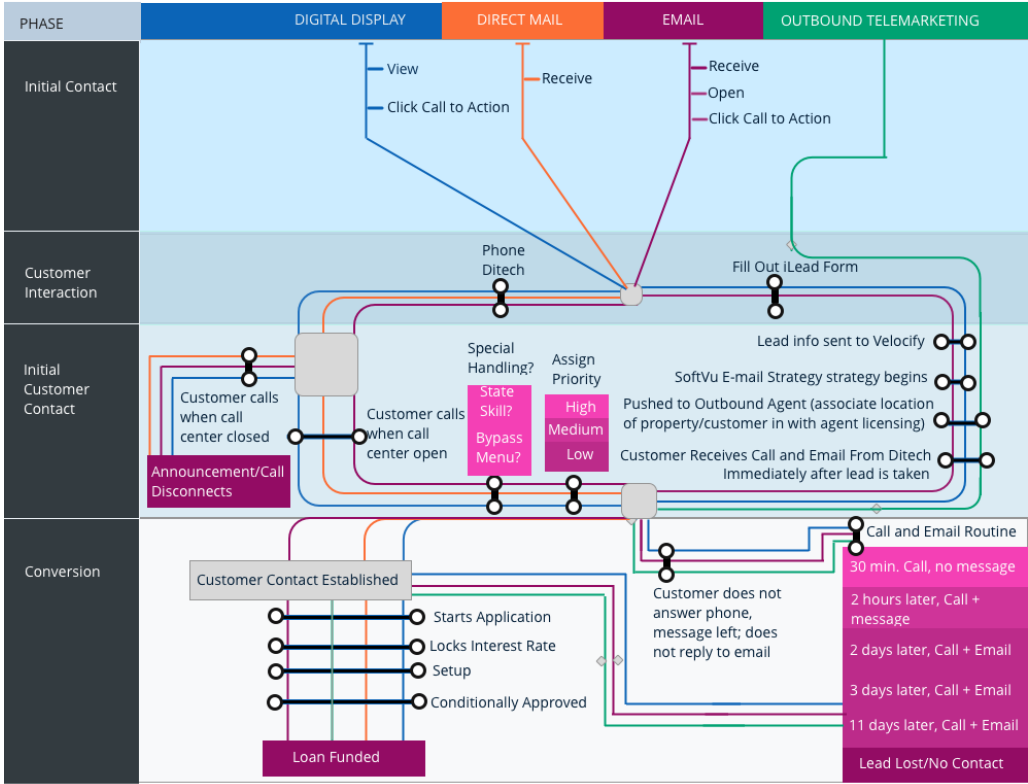 PHASE
DIGITAL DISPLAY
DIRECT MAIL
EMAIL
OUTBOUND TELEMARKETING
Initial Contact
View
Click Call to Action
Receive
Receive
Open
Click Call to Action
Customer
Interaction
Phone
Ditech
Fill Out iLead Form
Initial
Customer
Contact
Customer calls
when call
center closed
Announcement/Call
Disconnects
Customer calls
when call
center open
Special
Handling?
State
Skill?
Bypass
Menu?
Assign
Priority
High
Medium
Low
Lead info sent to Velocify
SoftVu E-mail Strategy strategy begins
Pushed to Outbound Agent (associate location
of property/customer in with agent licensing)
Customer Receives Call and Email From Ditech
Immediately after lead is taken
Conversion
Customer Contact Established
Starts Application
Locks Interest Rate
Setup
Conditionally Approved
Loan Funded
Customer does not
answer phone,
message left; does
not reply to email
Call and Email Routine
30 min. Call, no message
2 hours later, Call +
message
2 days later, Call + Email
3 days later, Call + Email
11 days later, Call + Email
Lead Lost/No Contact